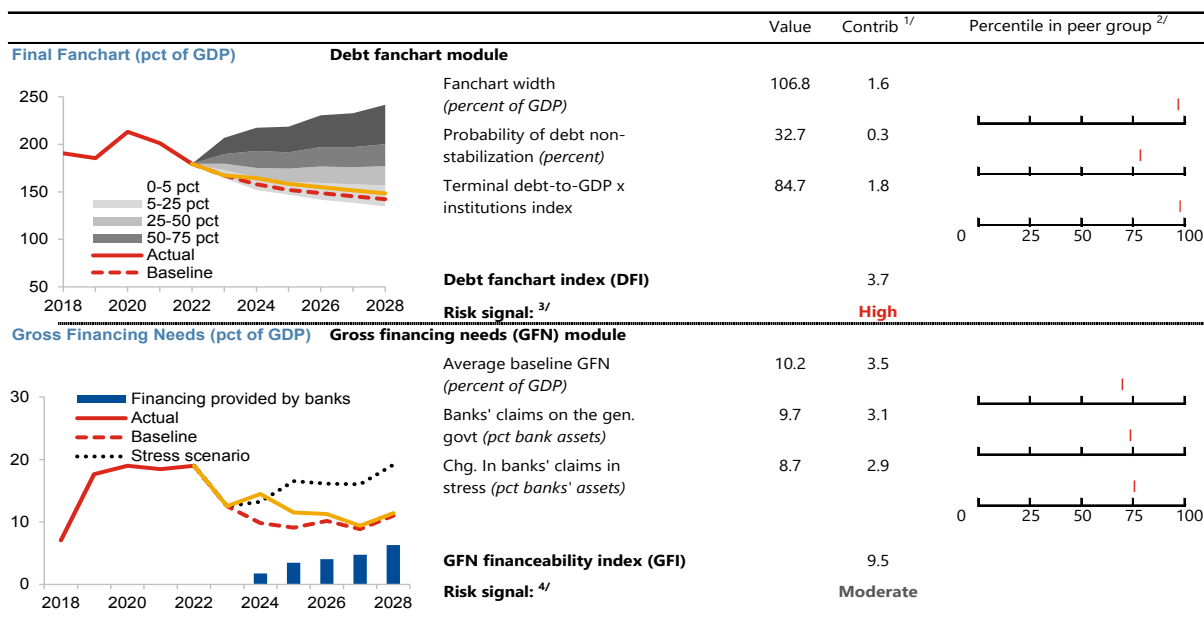 Value Contrib 1/ Percentile in peer group 2/
Final Fanchart (pct of GDP) Debt fanchart module
250
200
150
100
50
2018 2020 2022 2024 2026 2028
0-5 pct
5-25 pct
25-50 pct
50-75 pct
Actual
Baseline
Fanchart width 106.8 1.6
(percent of GDP)
Probability of debt non- 32.7 0.3
stabilization (percent)
Terminal debt-to-GDP x 84.7 1.8
institutions index
0 25 50 75 100
Debt fanchart index (DFI) 3.7
Risk signal: 3/ High
Gross Financing Needs (pct of GDP) Gross financing needs (GFN) module
30
20
10
0
2018 2020 2022 2024 2026 2028
Financing provided by banks
Actual
Baseline
Stress scenario
Average baseline GFN 10.2 3.5
(percent of GDP)
Banks' claims on the gen. 9.7 3.1
govt (pct bank assets)
Chg. In banks' claims in 8.7 2.9
stress (pct banks' assets)
0 25 50 75 100
GFN financeability index (GFI) 9.5
Risk signal: 4/ Moderate